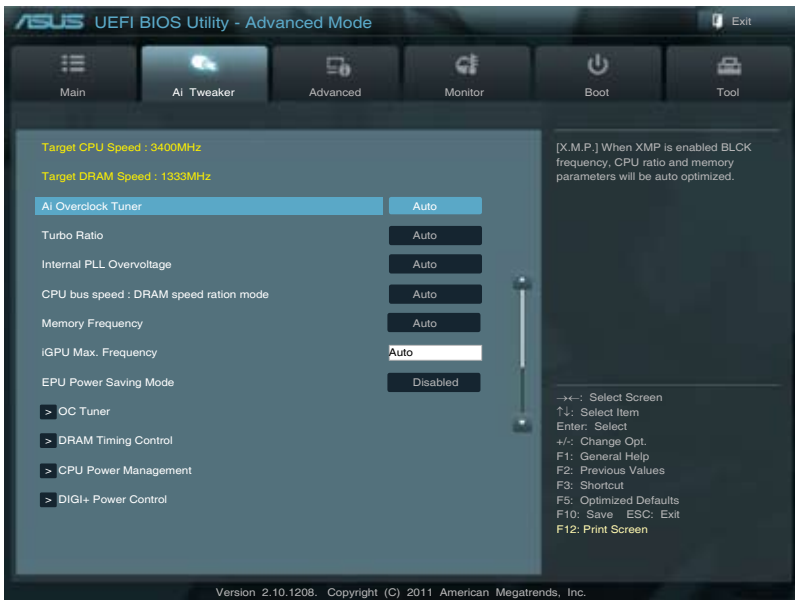 ASUS UEFI BIOS Utility - Advanced Mode
Exit
Main
Ai Tweaker
Advanced
Monitor
Boot
Tool
Target CPU Speed : 3400MHz
Target DRAM Speed : 1333MHz
Ai Overclock Tuner Auto
Turbo Ratio Auto
Internal PLL Overvoltage Auto
CPU bus speed : DRAM speed ration mode Auto
Memory Frequency Auto
iGPU Max. Frequency Auto
EPU Power Saving Mode Disabled
> OC Tuner
> DRAM Timing Control
> CPU Power Management
> DIGI+ Power Control
[X.M.P.] When XMP is enabled BLCK
frequency, CPU ratio and memory
parameters will be auto optimized.
→←: Select Screen
↑↓: Select Item
Enter: Select
+/-: Change Opt.
F1: General Help
F2: Previous Values
F3: Shortcut
F5: Optimized Defaults
F10: Save ESC: Exit
F12: Print Screen
Version 2.10.1208. Copyright (C) 2011 American Megatrends, Inc.